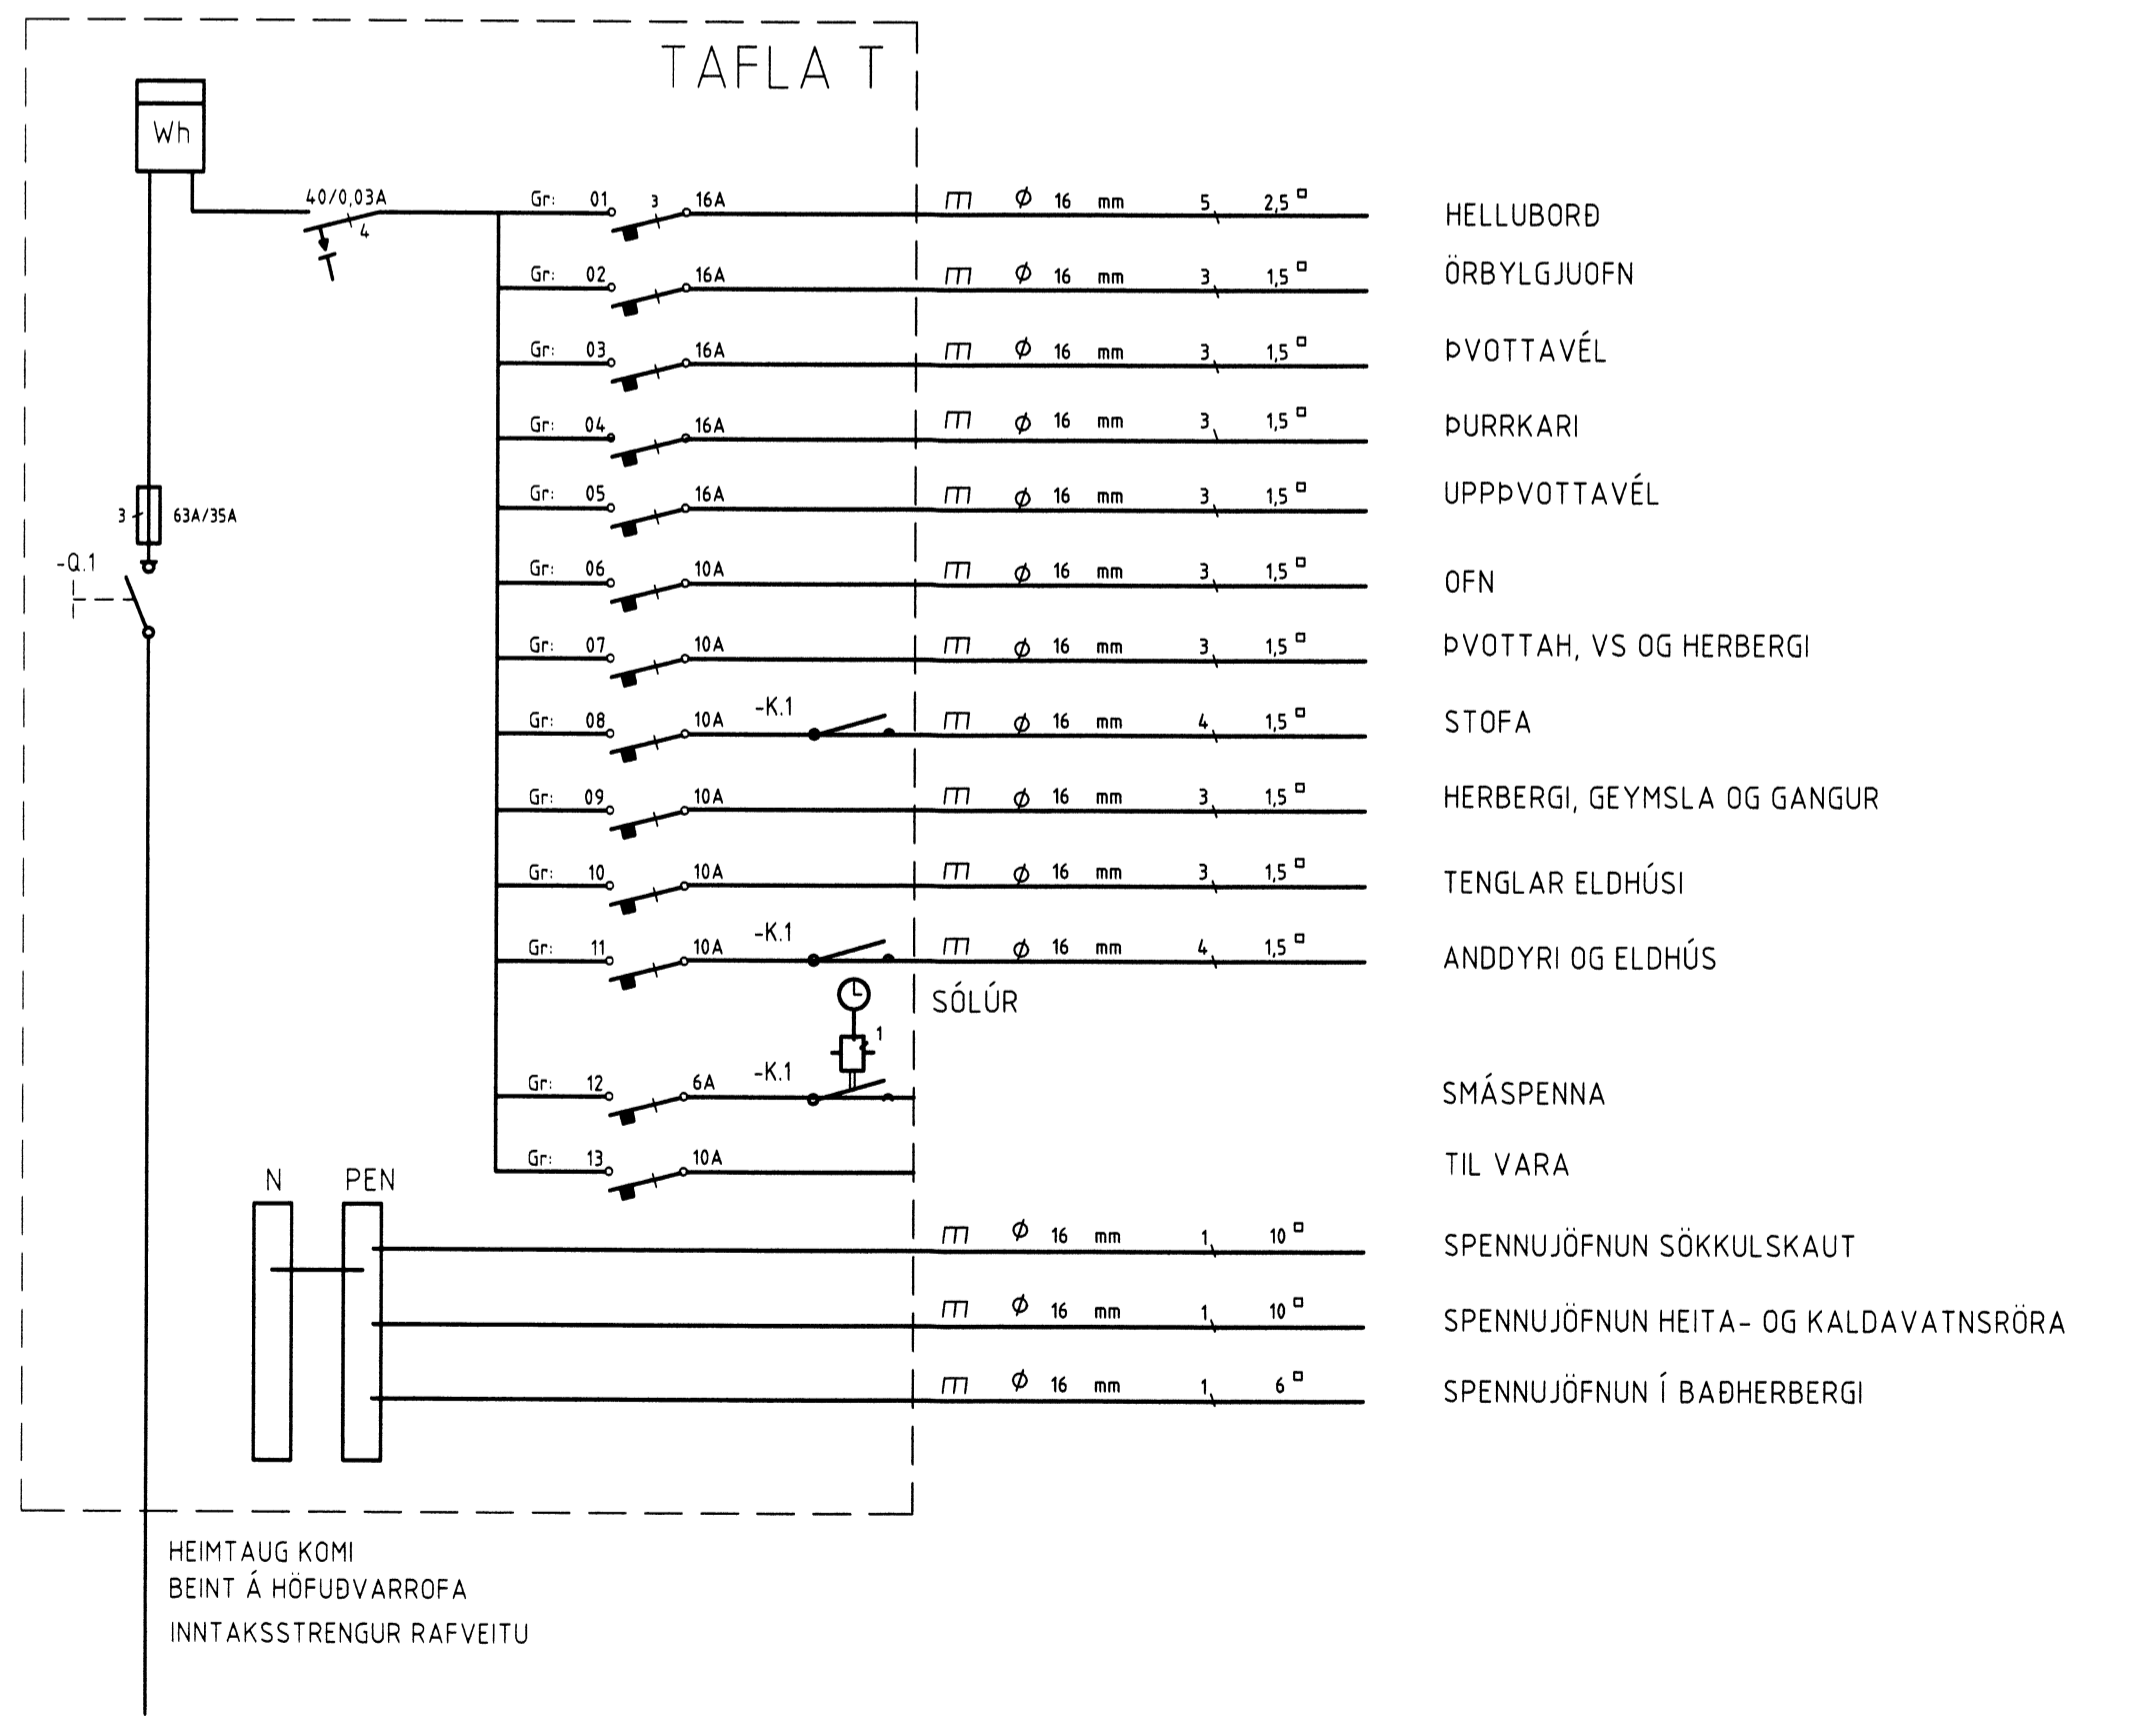 TAFLA T
Wh
40/0,03A
4
Gr: 01 3 16A Ø 16 mm 5 2,5 HELLUBORÐ
Gr: 02 16A Ø 16 mm 3 1,5 ÖRBYLGJUOFN
Gr: 03 16A Ø 16 mm 3 1,5 ÞVOTTAVÉL
Gr: 04 16A Ø 16 mm 3 1,5 ÞURRKARI
Gr: 05 16A Ø 16 mm 3 1,5 UPPÞVOTTAVÉL
3 63A/35A
-Q.1
Gr: 06 10A Ø 16 mm 3 1,5 OFN
Gr: 07 10A Ø 16 mm 3 1,5 ÞVOTTAH, VS OG HERBERGI
Gr: 08 10A -K.1 Ø 16 mm 4 1,5 STOFA
Gr: 09 10A Ø 16 mm 3 1,5 HERBERGI, GEYMSLA OG GANGUR
Gr: 10 10A Ø 16 mm 3 1,5 TENGLAR ELDHÚSI
Gr: 11 10A -K.1 Ø 16 mm 4 1,5 ANDDYRI OG ELDHÚS
SÓLÚR
1
Gr: 12 6A -K.1 SMÁSPENNA
Gr: 13 10A TIL VARA
N PEN
Ø 16 mm 1 10 SPENNUJÖFNUN SÖKKULSKAUT
Ø 16 mm 1 10 SPENNUJÖFNUN HEITA- OG KALDAVATNSRÖRA
Ø 16 mm 1 6 SPENNUJÖFNUN Í BAÐHERBERGI
HEIMTAUG KOMI
BEINT Á HÖFUÐVARROFA
INNTAKSSTRENGUR RAFVEITU